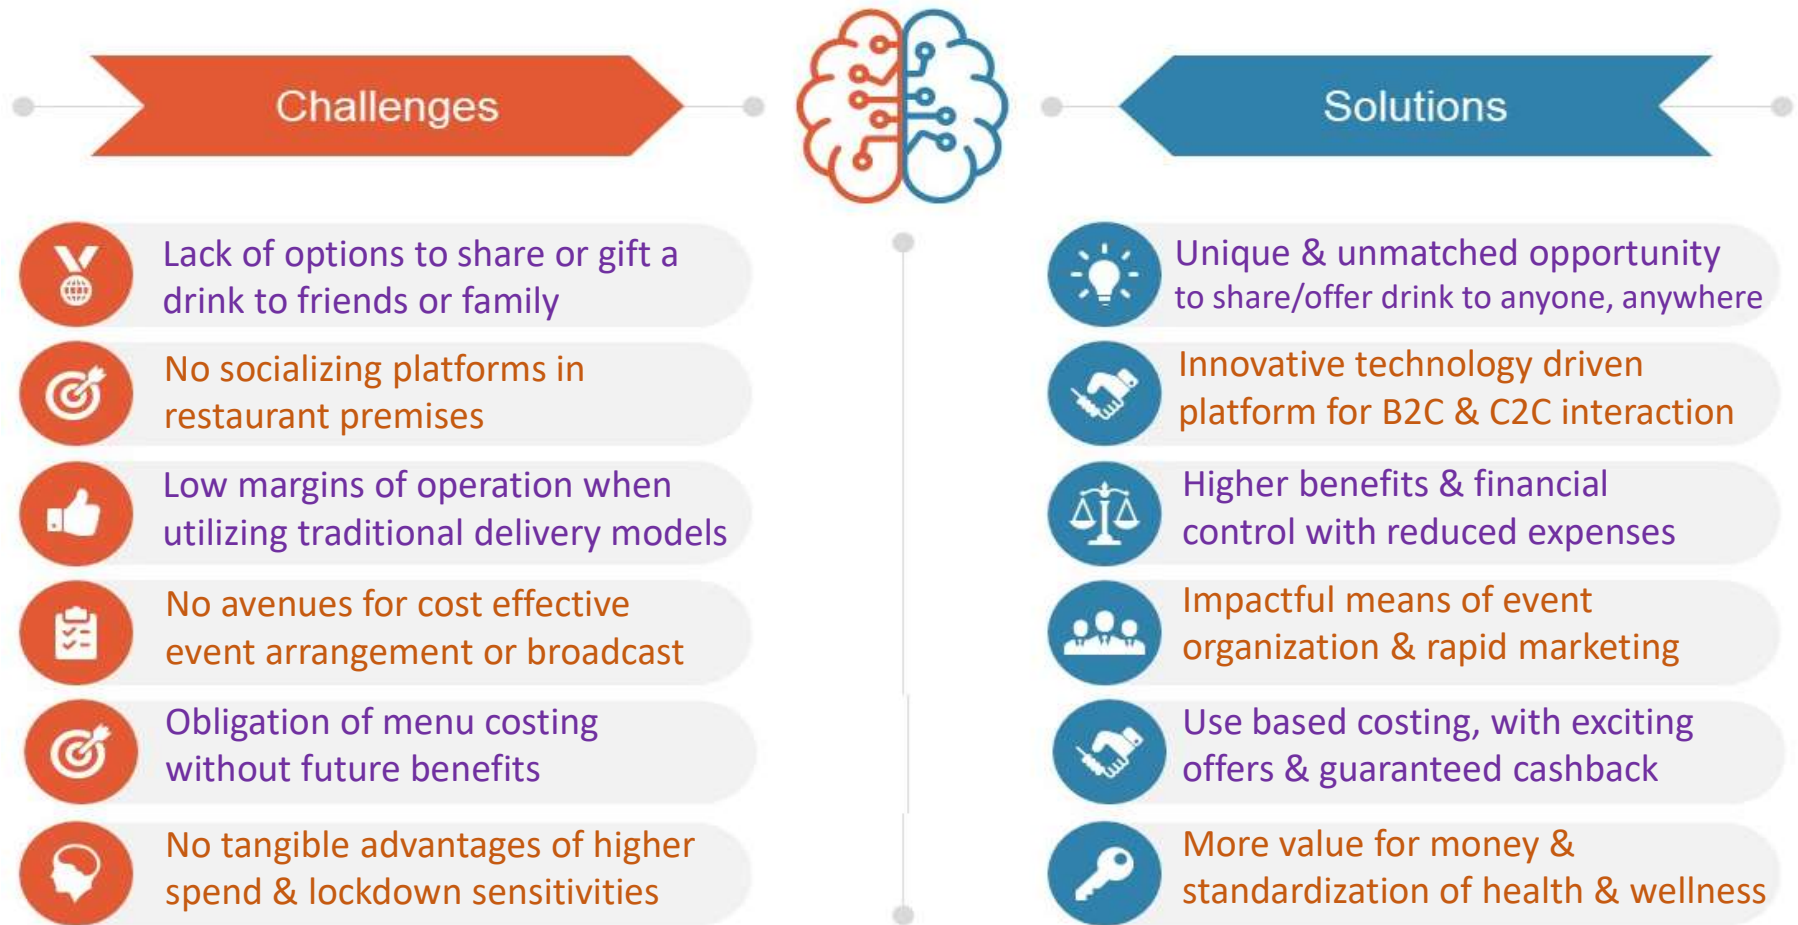 Challenges
Lack of options to share or gift a
drink to friends or family
No socializing platforms in
restaurant premises
Low margins of operation when
utilizing traditional delivery models
No avenues for cost effective
event arrangement or broadcast
Obligation of menu costing
without future benefits
No tangible advantages of higher
spend & lockdown sensitivities
Solutions
Unique & unmatched opportunity
to share/offer drink to anyone, anywhere
Innovative technology driven
platform for B2C & C2C interaction
Higher benefits & financial
control with reduced expenses
Impactful means of event
organization & rapid marketing
Use based costing, with exciting
offers & guaranteed cashback
More value for money &
standardization of health & wellness